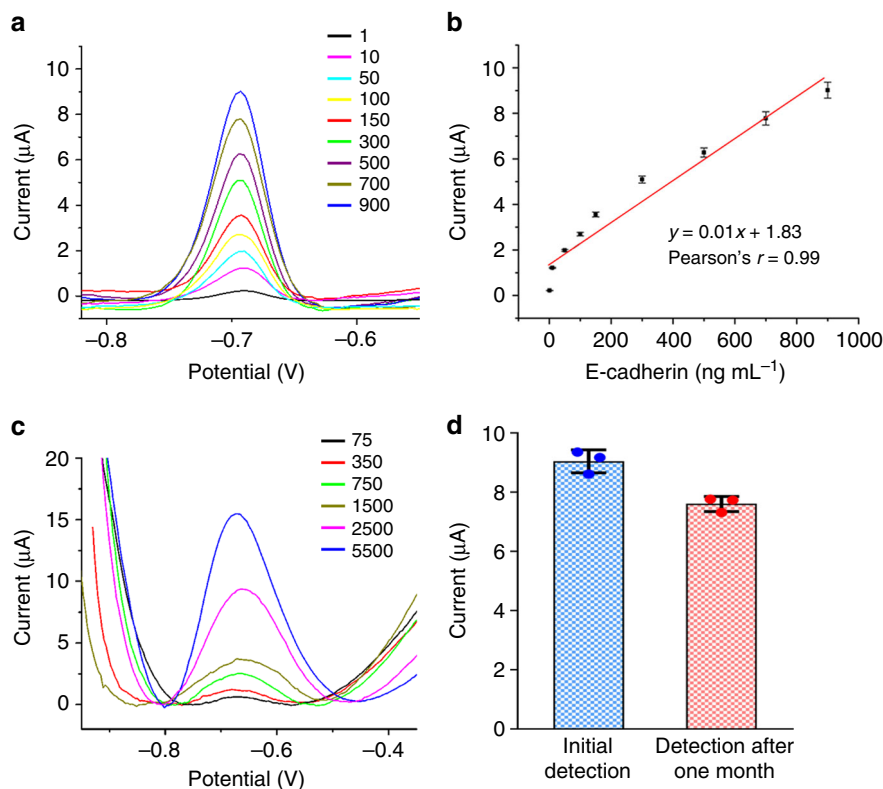 a
1
10
50
100
150
300
500
700
900
10
8
6
4
2
0
Current (μA)
−0.8
−0.7
−0.6
Potential (V)
b
10
8
6
4
2
0
Current (μA)
y = 0.01x + 1.83
Pearson's r = 0.99
0
200
400
600
800
1000
E-cadherin (ng mL⁻¹)
c
75
350
750
1500
2500
5500
20
15
10
5
0
Current (μA)
−0.8
−0.6
−0.4
Potential (V)
d
10
8
6
4
2
0
Current (μA)
Initial
detection
Detection after
one month